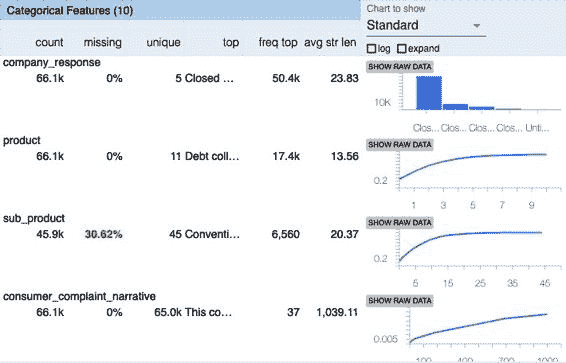 Categorical Features (10)
Chart to show
Standard
log expand
count missing unique top freq top avg str len
company_response
66.1k 0% 5 Closed ... 50.4k 23.83
SHOW RAW DATA
10K
Clos... Clos... Clos... Clos... Unti...
product
66.1k 0% 11 Debt coll... 17.4k 13.56
SHOW RAW DATA
0.2
1 3 5 7 9
sub_product
45.9k 30.62% 45 Conventi... 6,560 20.37
SHOW RAW DATA
0.2
5 15 25 35 45
consumer_complaint_narrative
66.1k 0% 65.0k This co... 37 1,039.11
SHOW RAW DATA
0.005
100 400 700 1000